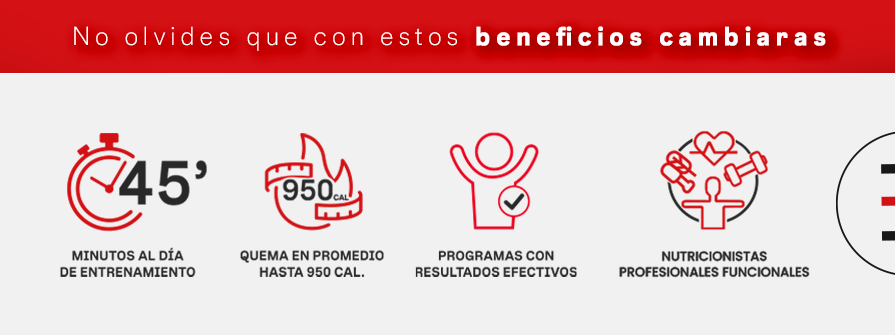 No olvides que con estos beneficios cambiaras
45’
950 CAL
MINUTOS AL DÍA
DE ENTRENAMIENTO
QUEMA EN PROMEDIO
HASTA 950 CAL.
PROGRAMAS CON
RESULTADOS EFECTIVOS
NUTRICIONISTAS
PROFESIONALES FUNCIONALES